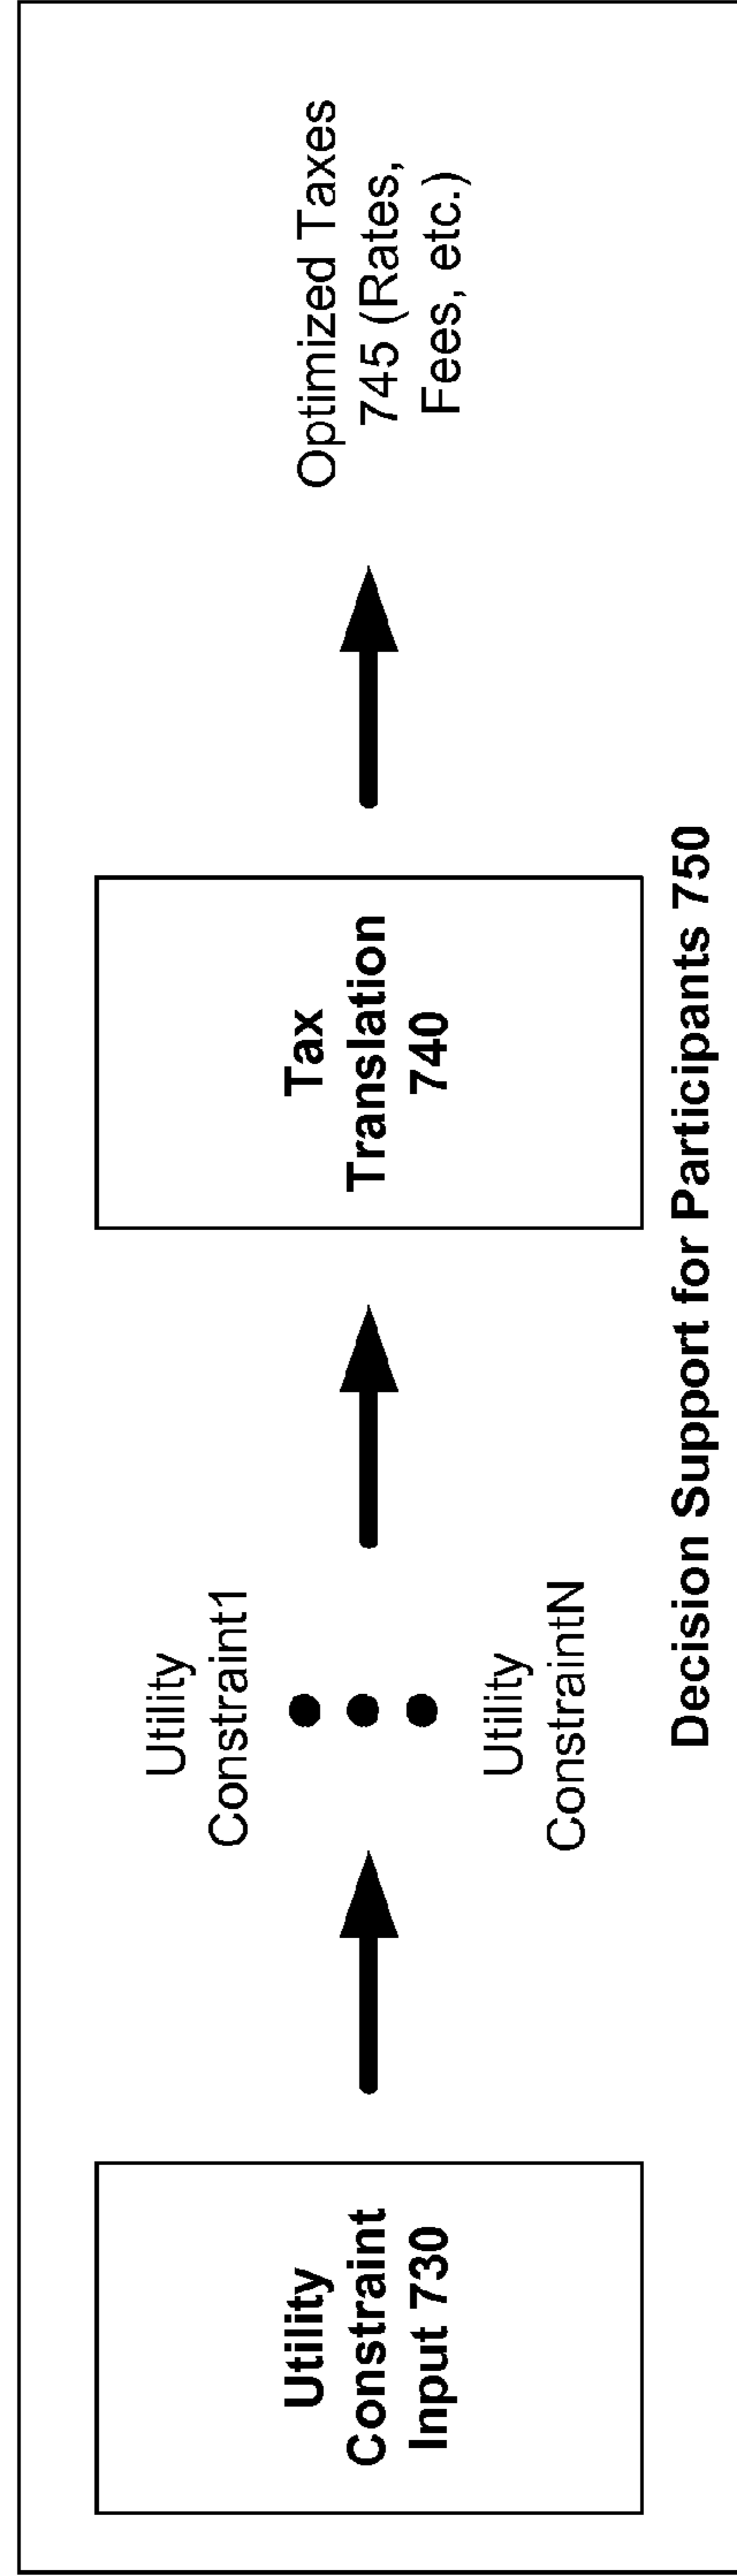 Utility
Constraint
Input 730
Utility
Constraint1
Utility
ConstraintN
Tax
Translation
740
Optimized Taxes
745 (Rates,
Fees, etc.)
Decision Support for Participants 750